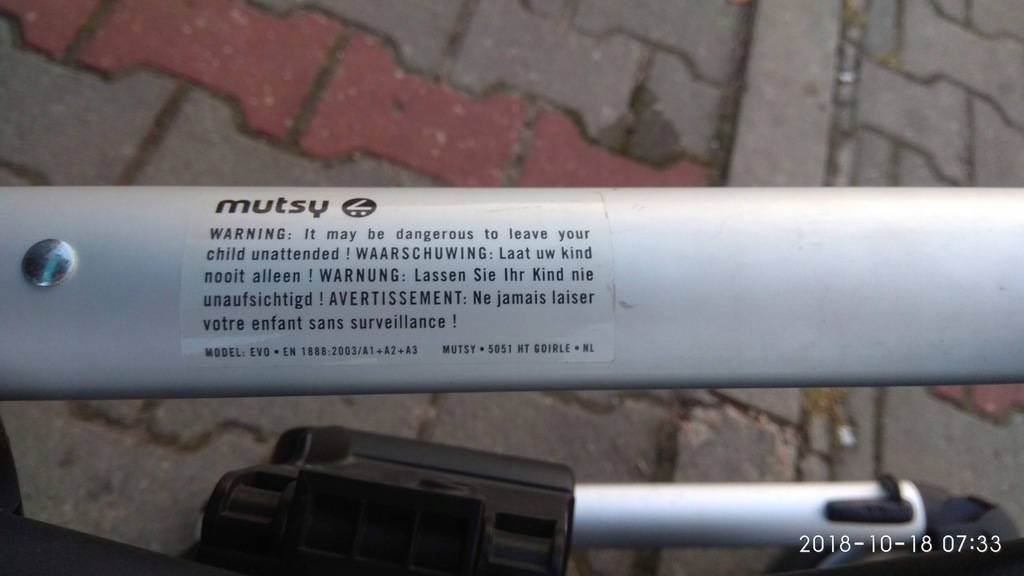 mutsy
WARNING: It may be dangerous to leave your
child unattended ! WAARSCHUWING: Laat uw kind
nooit alleen ! WARNUNG: Lassen Sie Ihr Kind nie
unaufsichtigd ! AVERTISSEMENT: Ne jamais laiser
votre enfant sans surveillance !
MODEL: EVO • EN 1888:2003/A1+A2+A3 MUTSY • 5051 HT GOIRLE • NL
2018-10-18 07:33